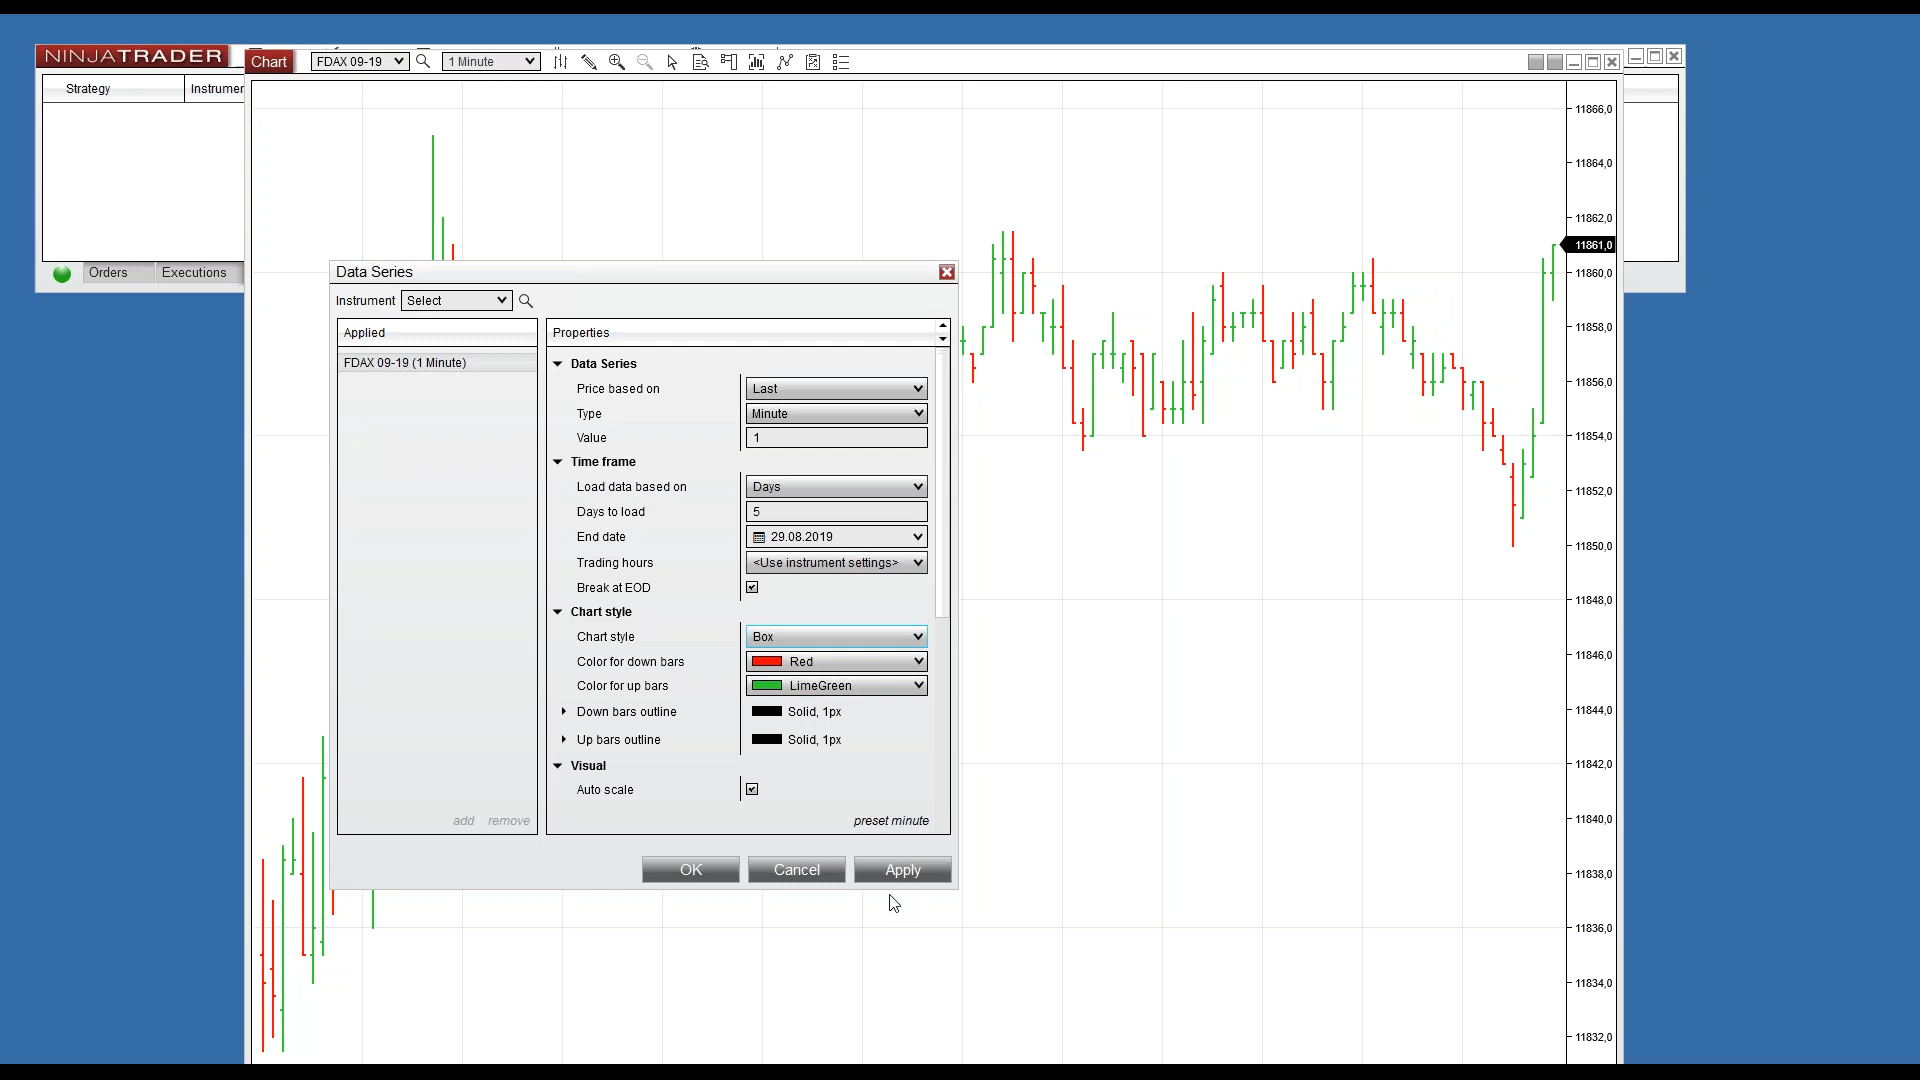 NINJATRADER
Chart
FDAX 09-19
1 Minute
Strategy
Instrumen
Orders
Executions
Data Series
Instrument
Select
Applied
FDAX 09-19 (1 Minute)
add
remove
Properties
Data Series
Price based on
Last
Type
Minute
Value
1
Time frame
Load data based on
Days
Days to load
5
End date
29.08.2019
Trading hours
<Use instrument settings>
Break at EOD
Chart style
Chart style
Box
Color for down bars
Red
Color for up bars
LimeGreen
Down bars outline
Solid, 1px
Up bars outline
Solid, 1px
Visual
Auto scale
preset minute
OK
Cancel
Apply
11866,0
11864,0
11862,0
11861,0
11860,0
11858,0
11856,0
11854,0
11852,0
11850,0
11848,0
11846,0
11844,0
11842,0
11840,0
11838,0
11836,0
11834,0
11832,0